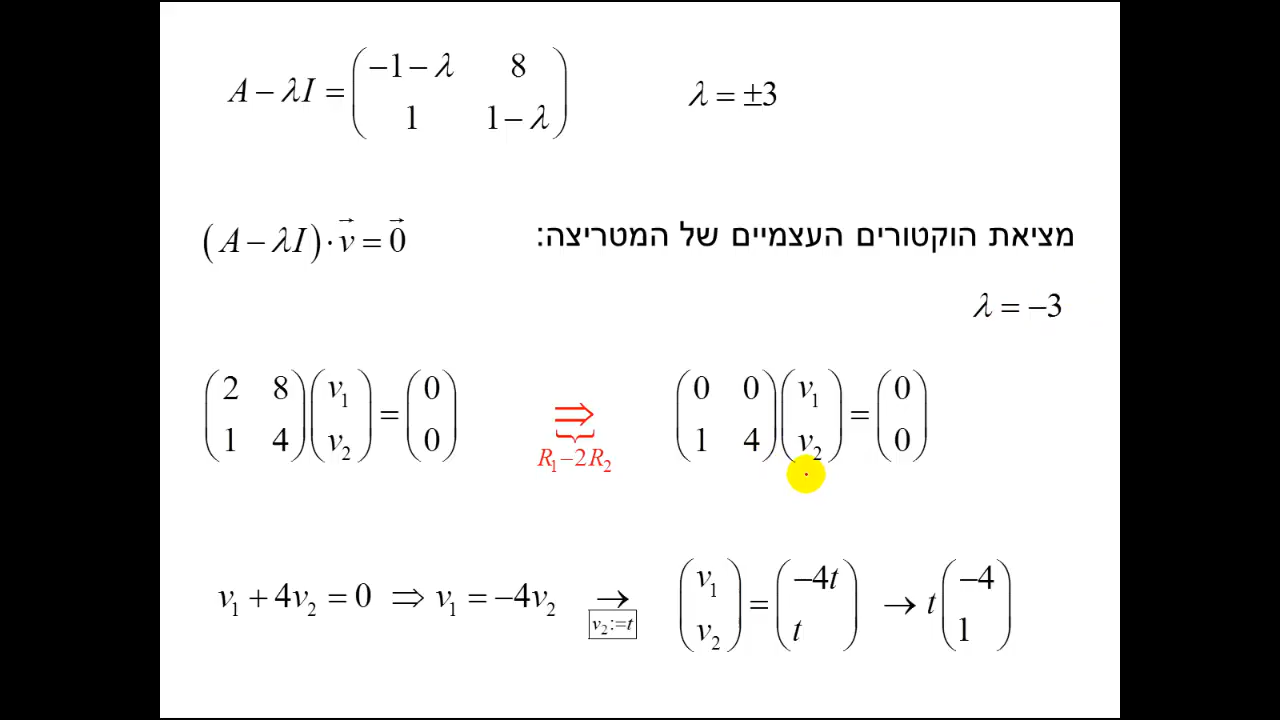 A − λI = ( −1−λ 8 ; 1 1−λ ) λ = ±3
מציאת הוקטורים העצמיים של המטריצה: (A − λI)·v⃗ = 0⃗
λ = −3
( 2 8 ; 1 4 )( v₁ ; v₂ ) = ( 0 ; 0 ) ⇒ R₁−2R₂ ( 0 0 ; 1 4 )( v₁ ; v₂ ) = ( 0 ; 0 )
v₁ + 4v₂ = 0 ⇒ v₁ = −4v₂ → v₂:=t ( v₁ ; v₂ ) = ( −4t ; t ) → t( −4 ; 1 )